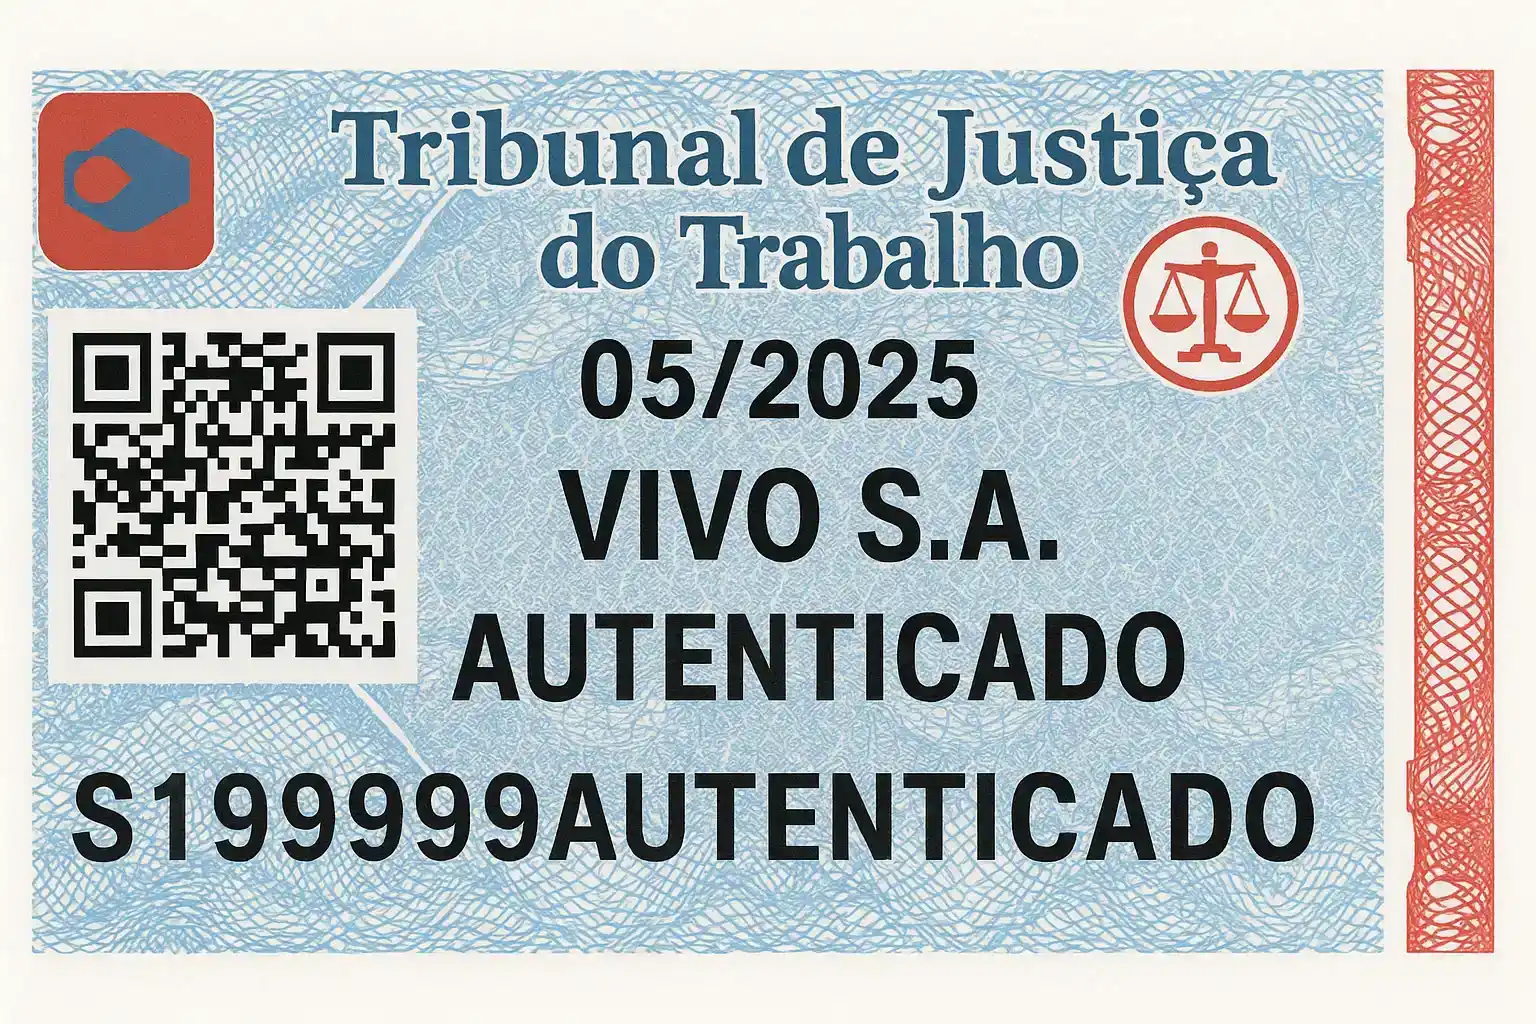 Tribunal de Justiça
do Trabalho
05/2025
VIVO S.A.
AUTENTICADO
S199999AUTENTICADO